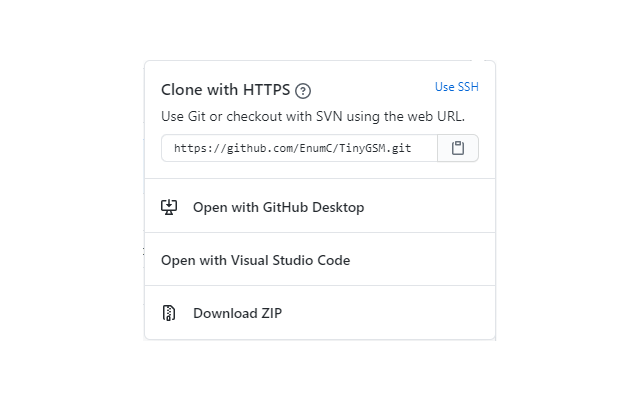 Clone with HTTPS ?
Use SSH
Use Git or checkout with SVN using the web URL.
https://github.com/EnumC/TinyGSM.git
Open with GitHub Desktop
Open with Visual Studio Code
Download ZIP